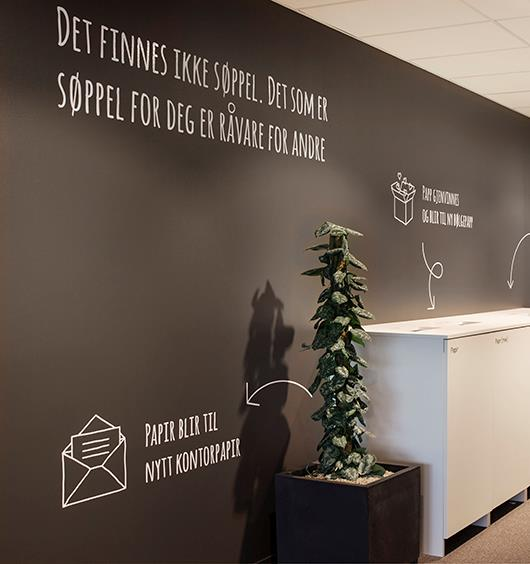 DET FINNES IKKE SØPPEL. DET SOM ER
SØPPEL FOR DEG ER RÅVARE FOR ANDRE
PAPP GJENVINNES
OG BLIR TIL NY BØLGEPAPP
PAPIR BLIR TIL
NYTT KONTORPAPIR